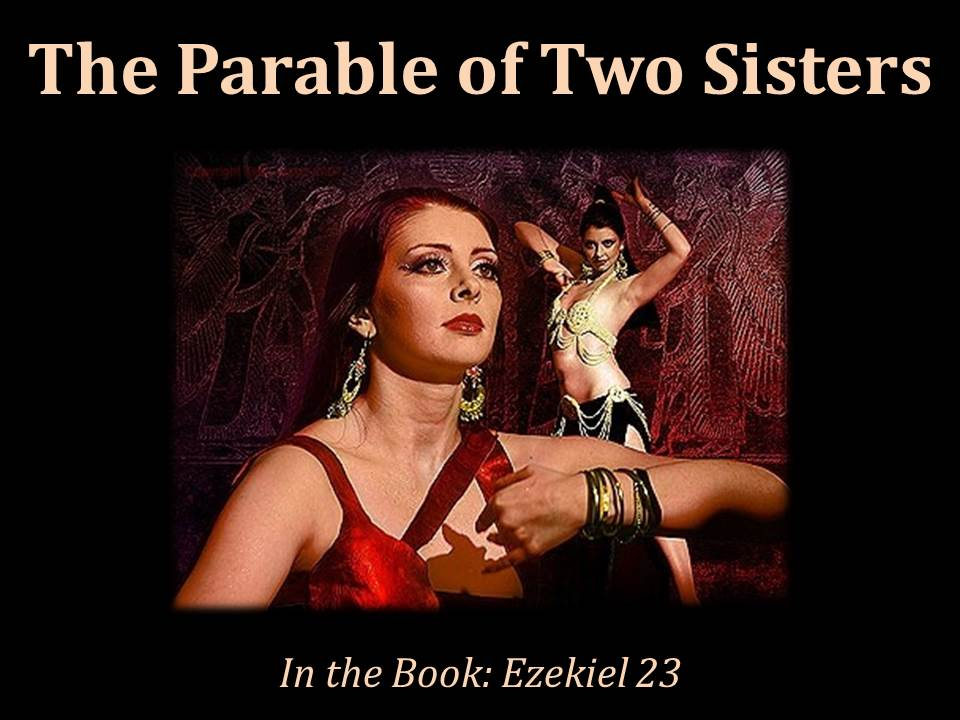 The Parable of Two Sisters
In the Book: Ezekiel 23